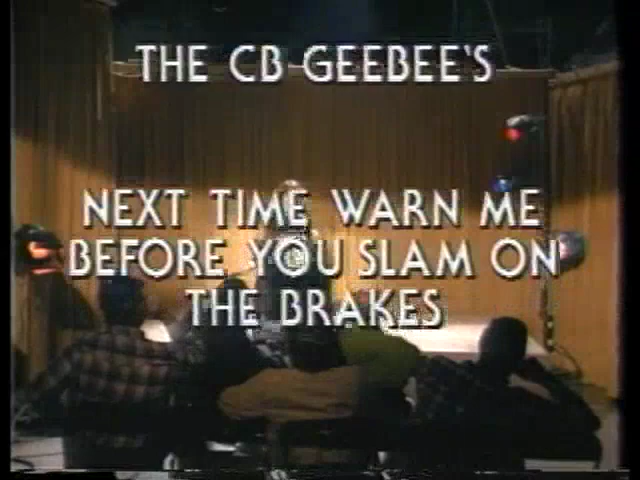 THE CB GEEBEE'S
NEXT TIME WARN ME
BEFORE YOU SLAM ON
THE BRAKES